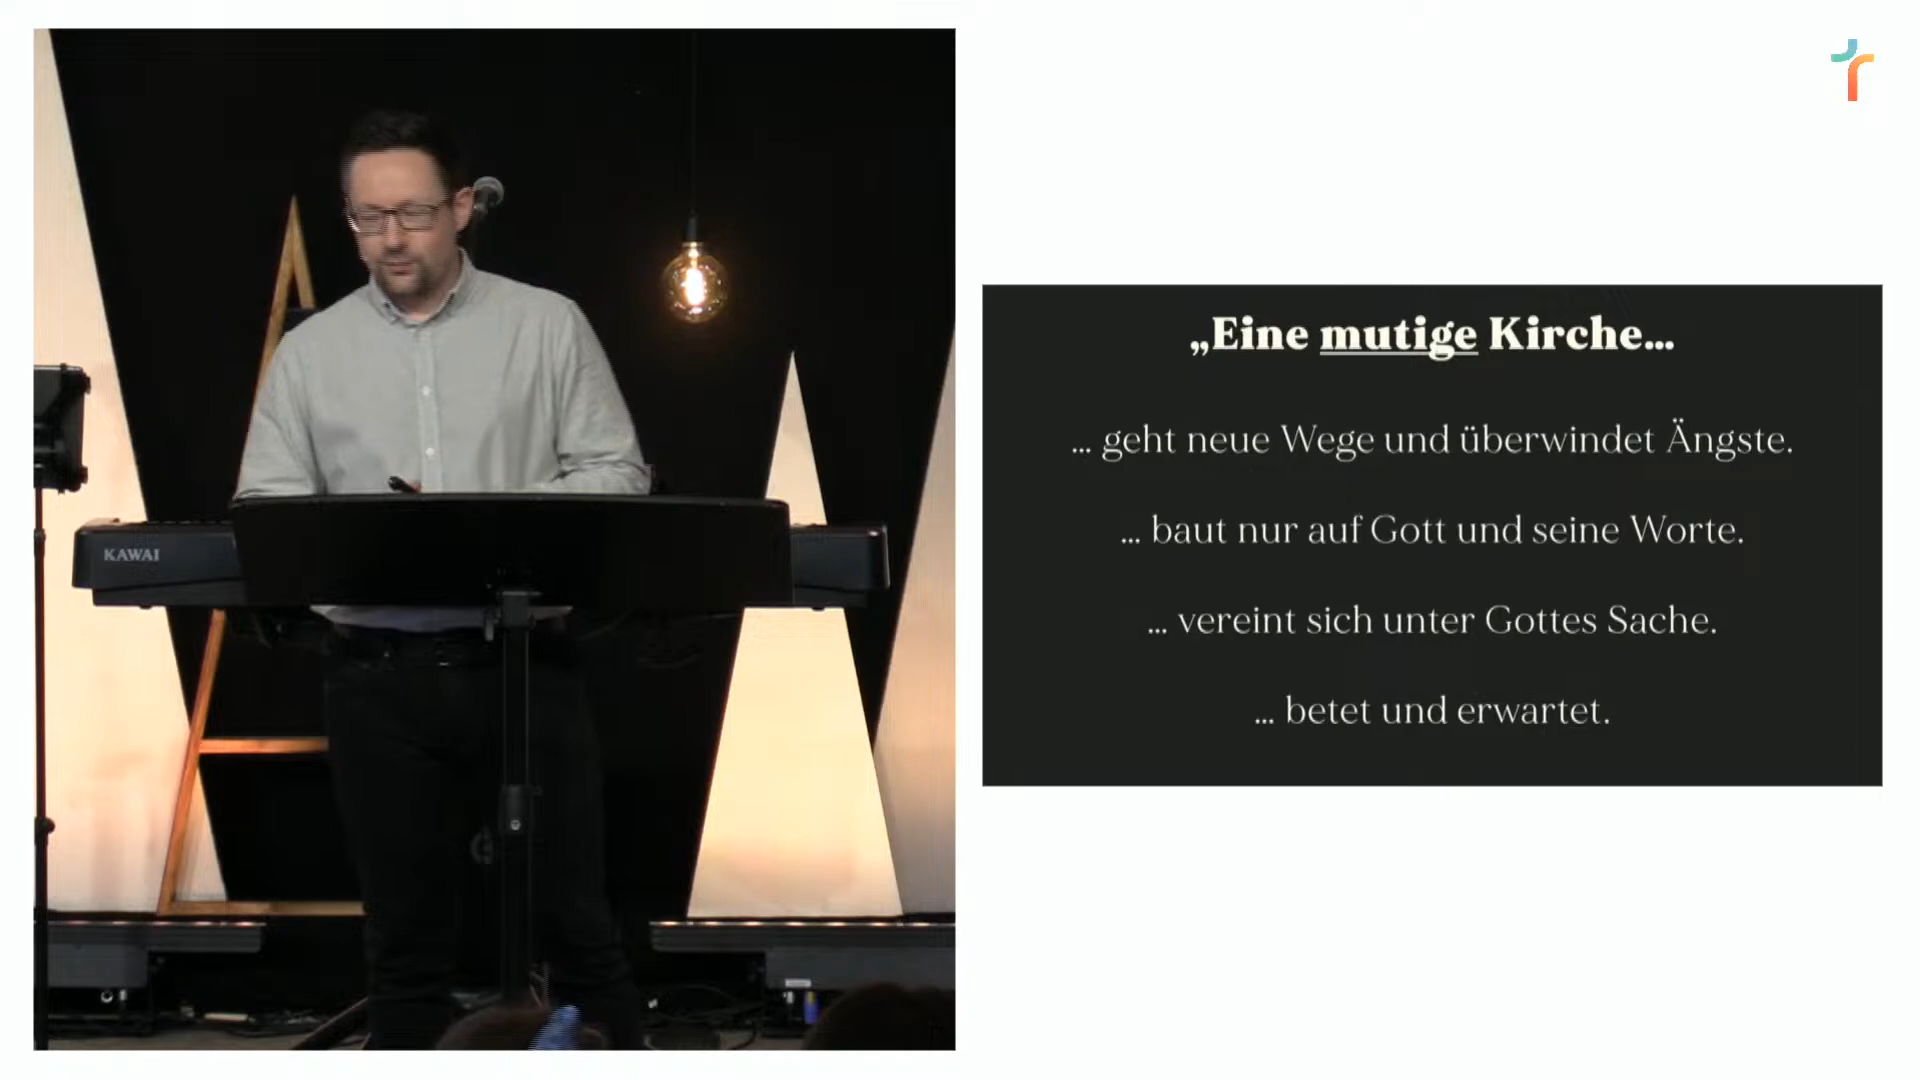 KAWAI
„Eine mutige Kirche...
... geht neue Wege und überwindet Ängste.
... baut nur auf Gott und seine Worte.
... vereint sich unter Gottes Sache.
... betet und erwartet.